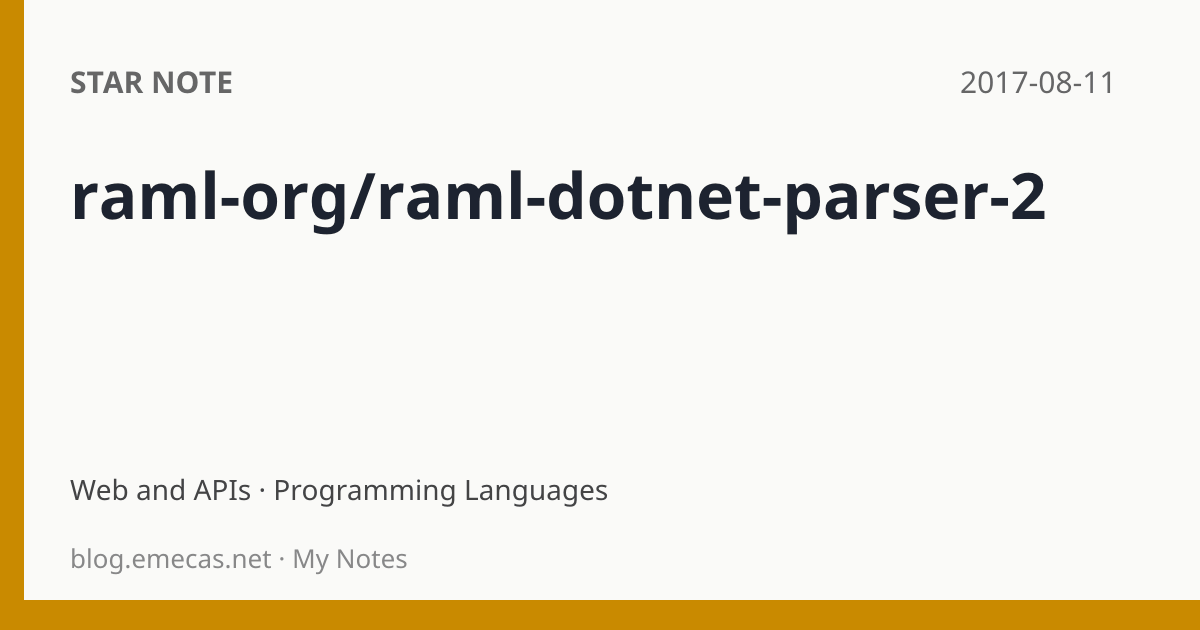 STAR NOTE
2017-08-11
raml-org/raml-dotnet-parser-2
Web and APIs · Programming Languages
blog.emecas.net · My Notes